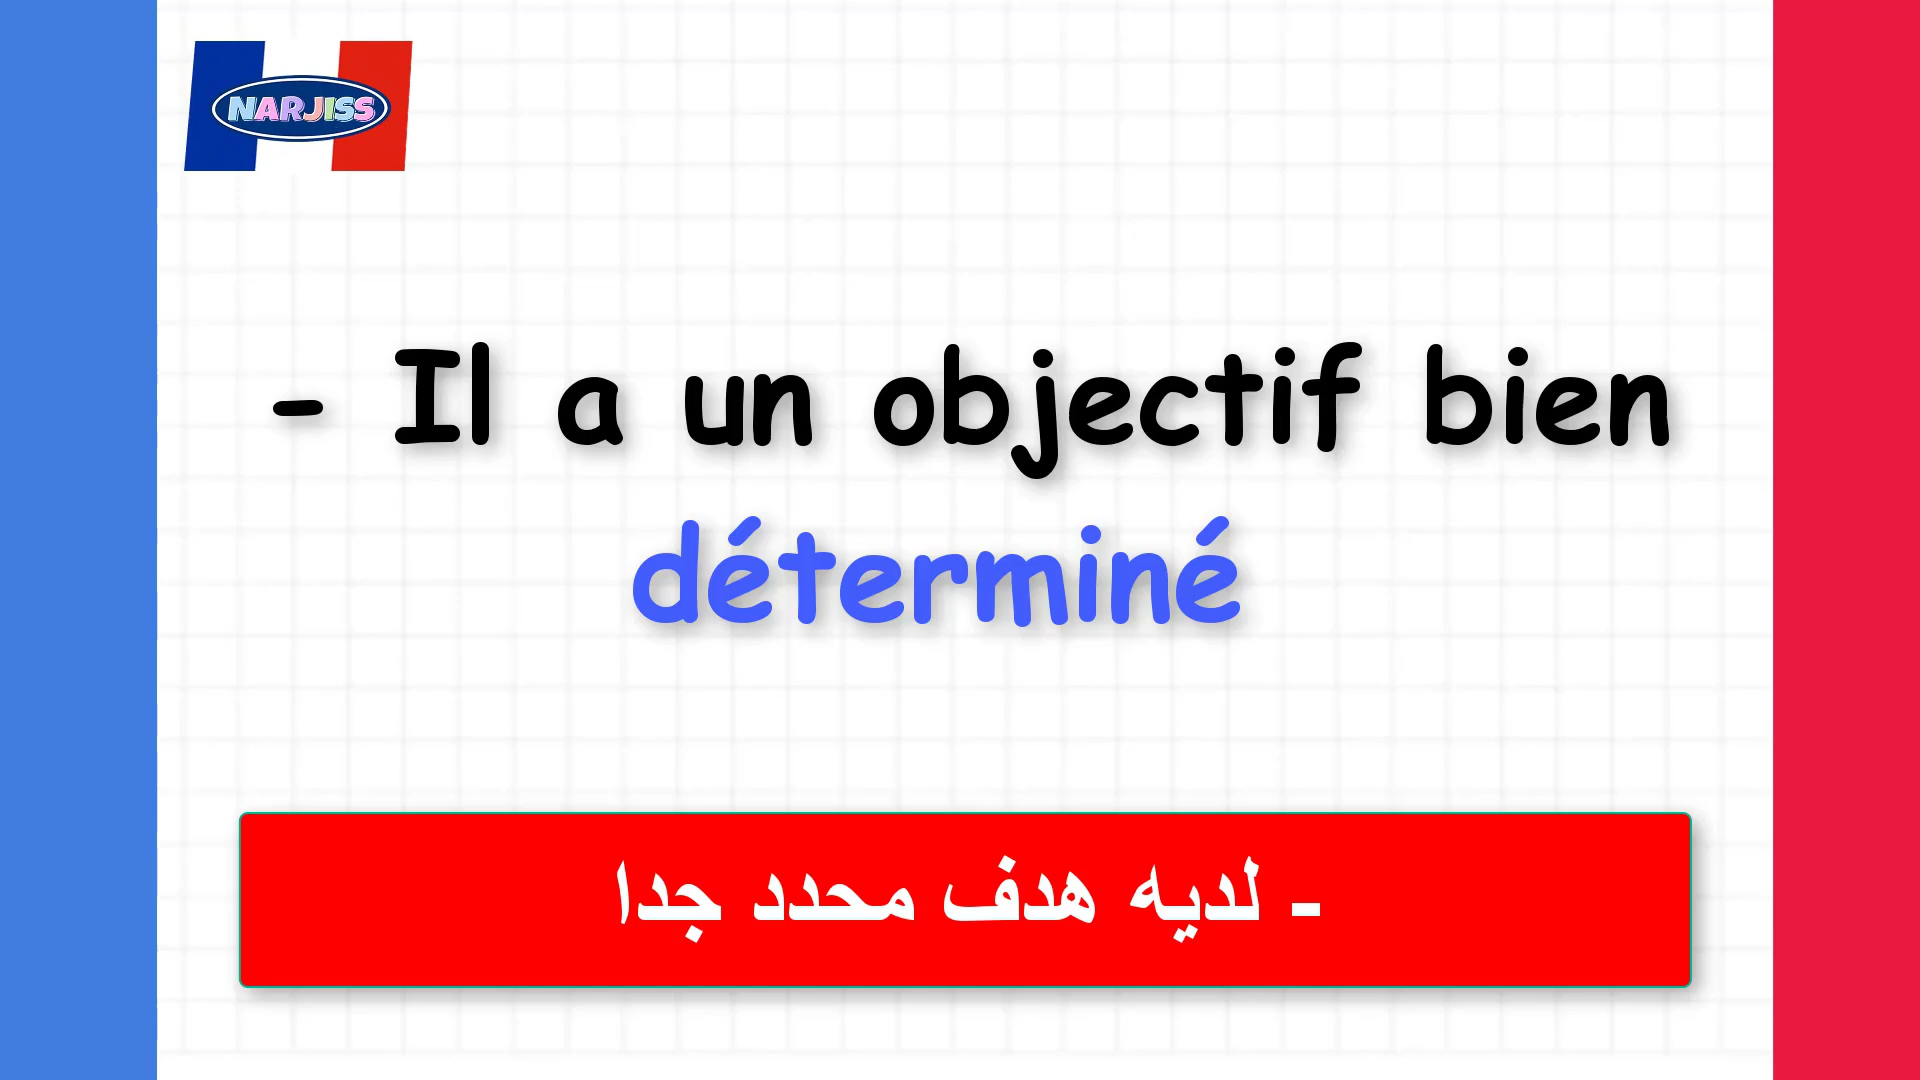 NARJISS
- Il a un objectif bien
déterminé
- لديه هدف محدد جدا